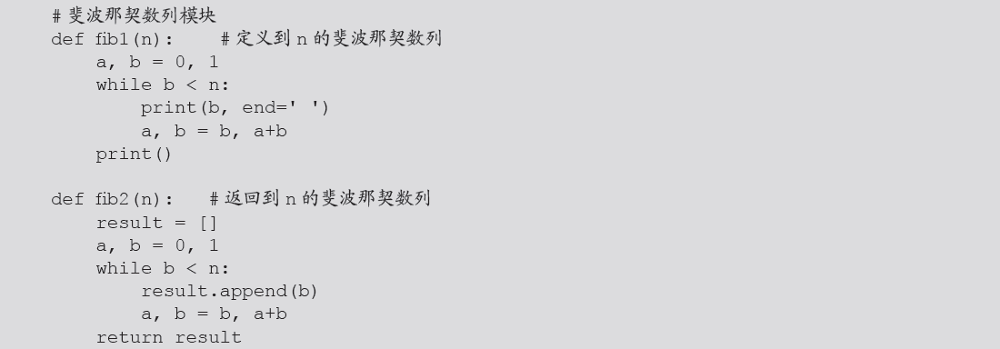 # 斐波那契数列模块
def fib1(n):    # 定义到 n 的斐波那契数列
    a, b = 0, 1
    while b < n:
        print(b, end=' ')
        a, b = b, a+b
    print()

def fib2(n):   # 返回到 n 的斐波那契数列
    result = []
    a, b = 0, 1
    while b < n:
        result.append(b)
        a, b = b, a+b
    return result